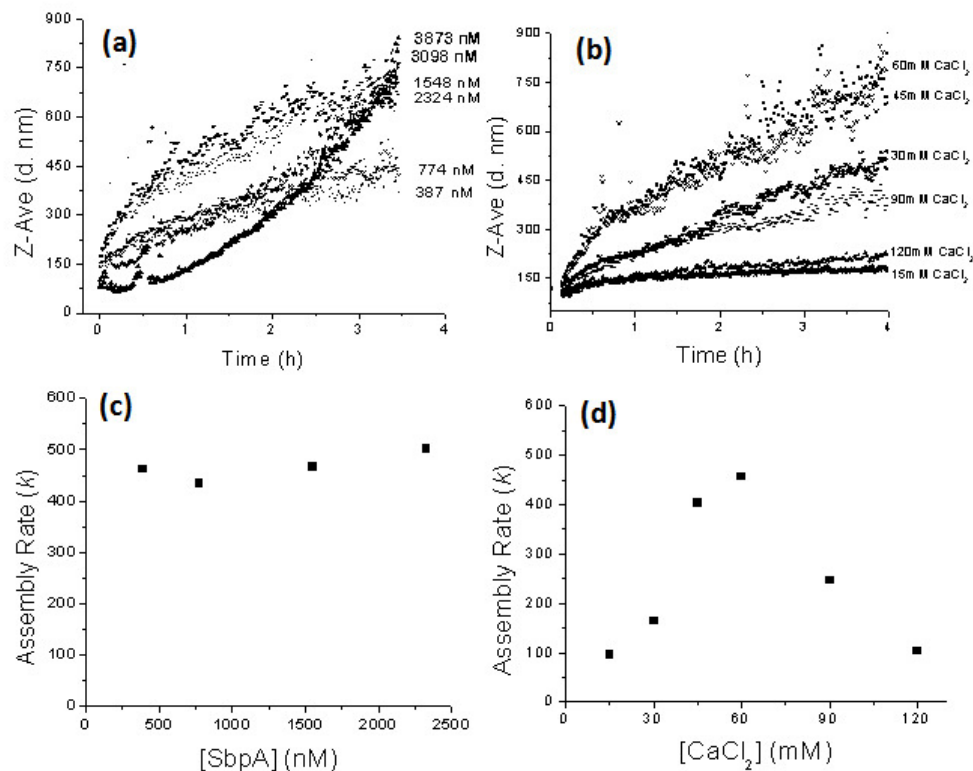 (a)
900
750
600
450
300
150
0
Z-Ave (d. nm)
0 1 2 3 4
Time (h)
3873 nM
3098 nM
1548 nM
2324 nM
774 nM
387 nM
(b)
900
750
600
450
300
150
Z-Ave (d. nm)
0 1 2 3 4
Time (h)
60mM CaCl₂
45mM CaCl₂
30mM CaCl₂
90mM CaCl₂
120mM CaCl₂
15mM CaCl₂
(c)
600
500
400
300
200
100
0
Assembly Rate (k)
0 500 1000 1500 2000 2500
[SbpA] (nM)
(d)
600
500
400
300
200
100
0
Assembly Rate (k)
0 30 60 90 120
[CaCl₂] (mM)